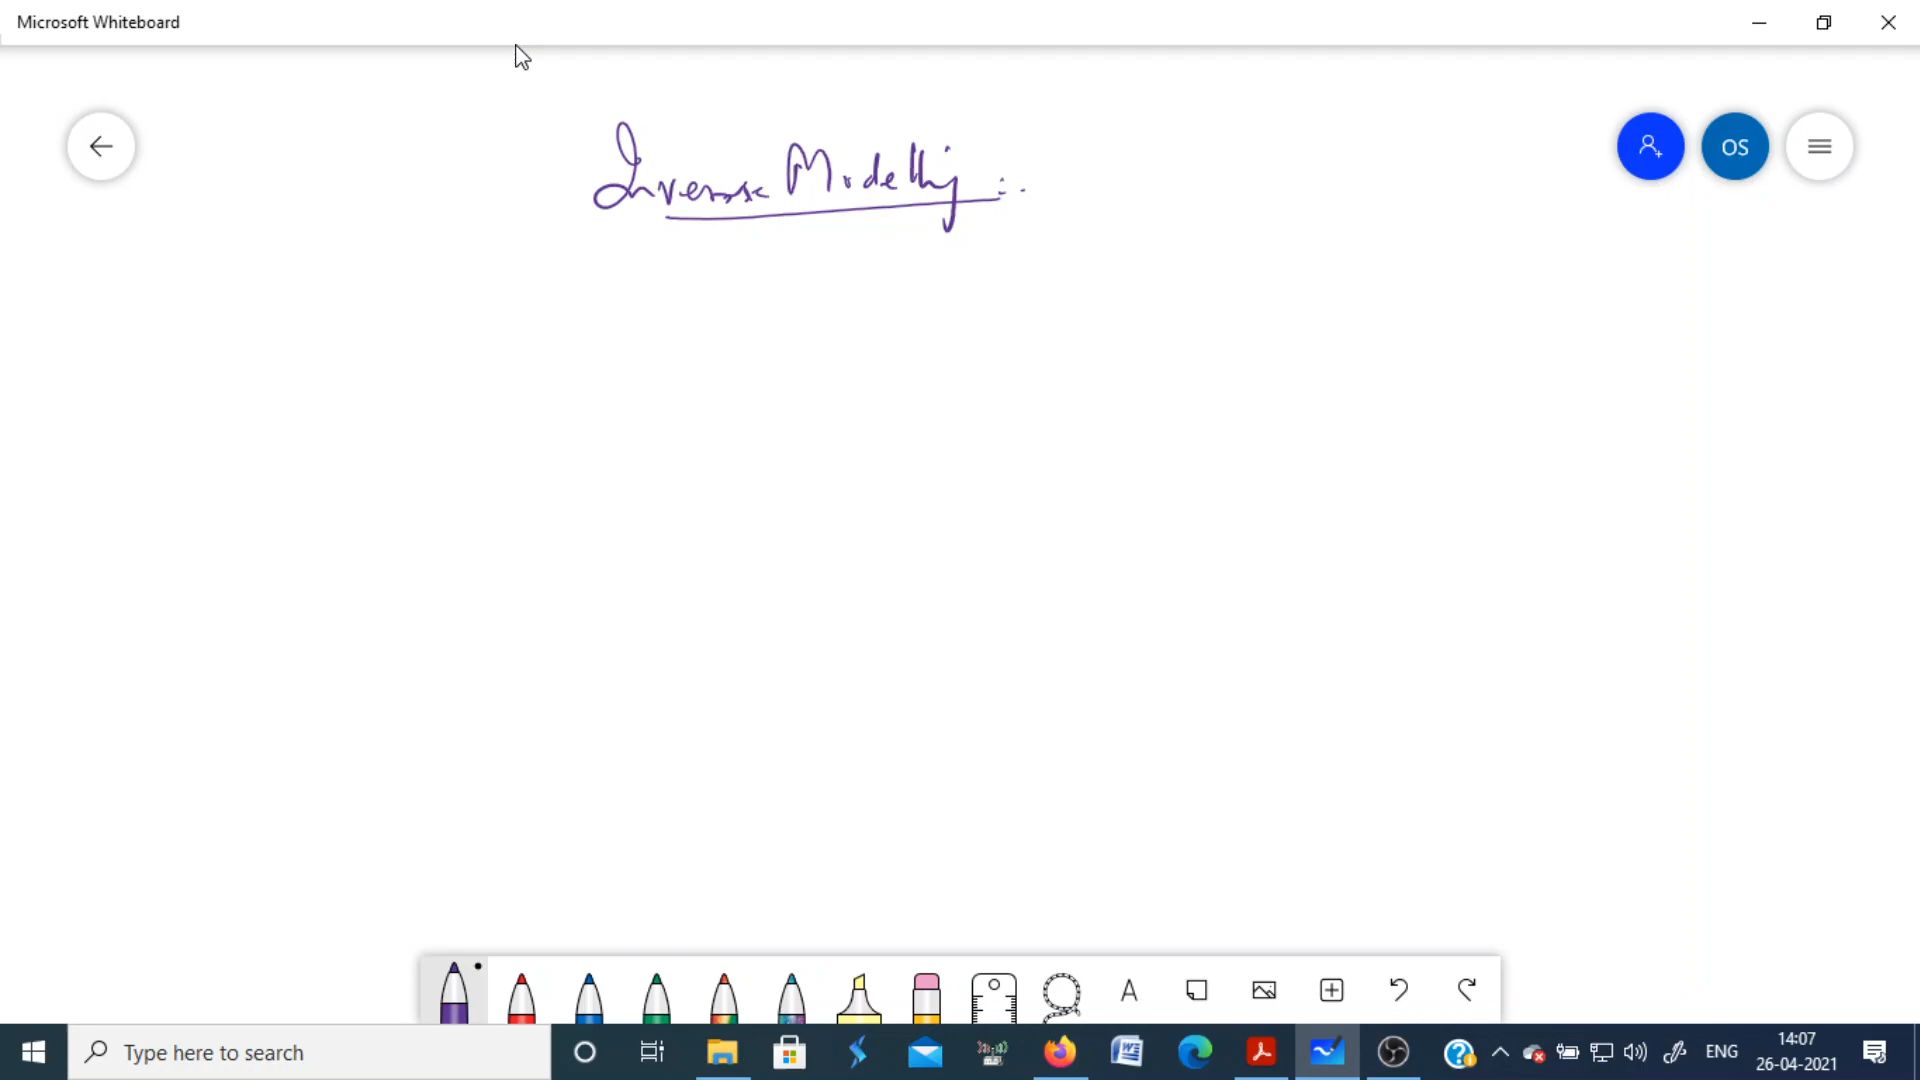 Microsoft Whiteboard
Inverse Modelling :-
OS
A
Type here to search
ENG
14:07
26-04-2021